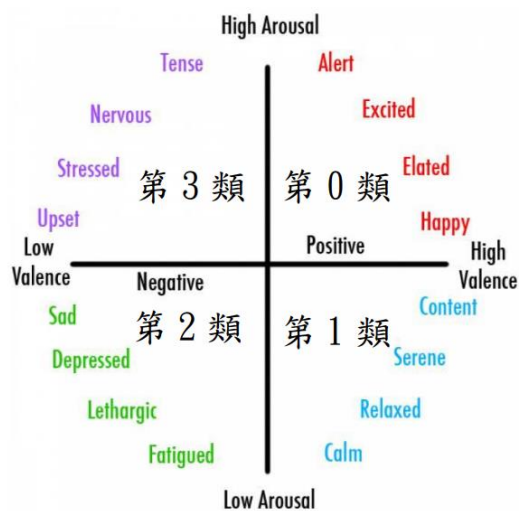 High Arousal
Tense
Alert
Nervous
Excited
Stressed
Elated
第 3 類
第 0 類
Upset
Happy
Low
Valence
Positive
High
Valence
Negative
Sad
Content
第 2 類
第 1 類
Depressed
Serene
Lethargic
Relaxed
Fatigued
Calm
Low Arousal